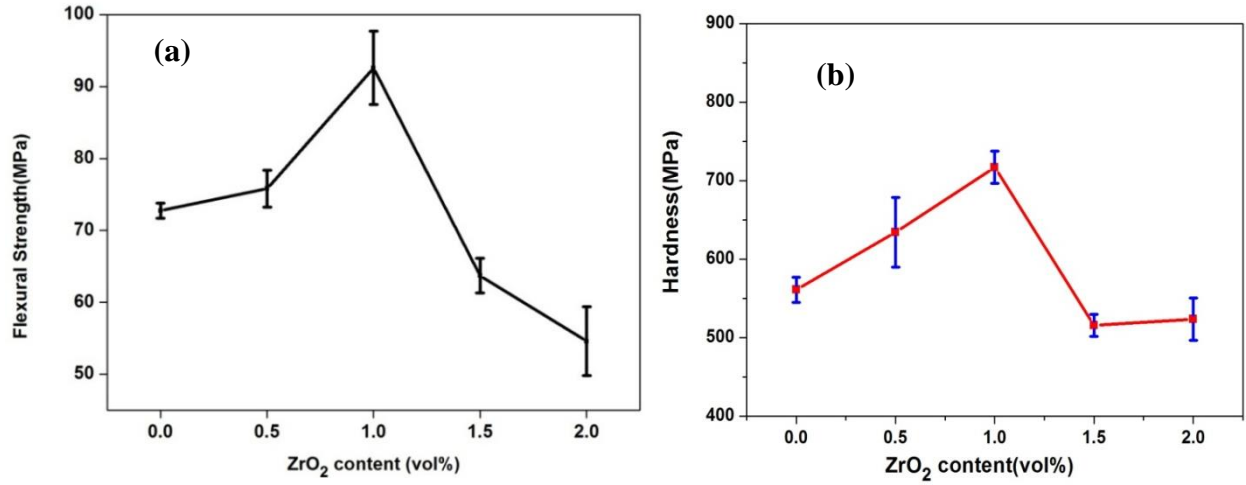 (a)
Flexural Strength(MPa)
100
90
80
70
60
50
0.0 0.5 1.0 1.5 2.0
ZrO2 content (vol%)
(b)
Hardness(MPa)
900
800
700
600
500
400
0.0 0.5 1.0 1.5 2.0
ZrO2 content(vol%)